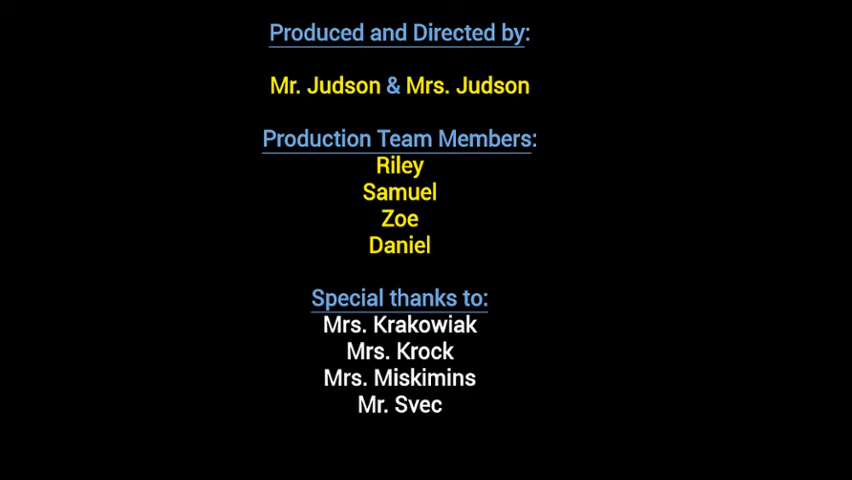 Produced and Directed by:
Mr. Judson & Mrs. Judson
Production Team Members:
Riley
Samuel
Zoe
Daniel
Special thanks to:
Mrs. Krakowiak
Mrs. Krock
Mrs. Miskimins
Mr. Svec